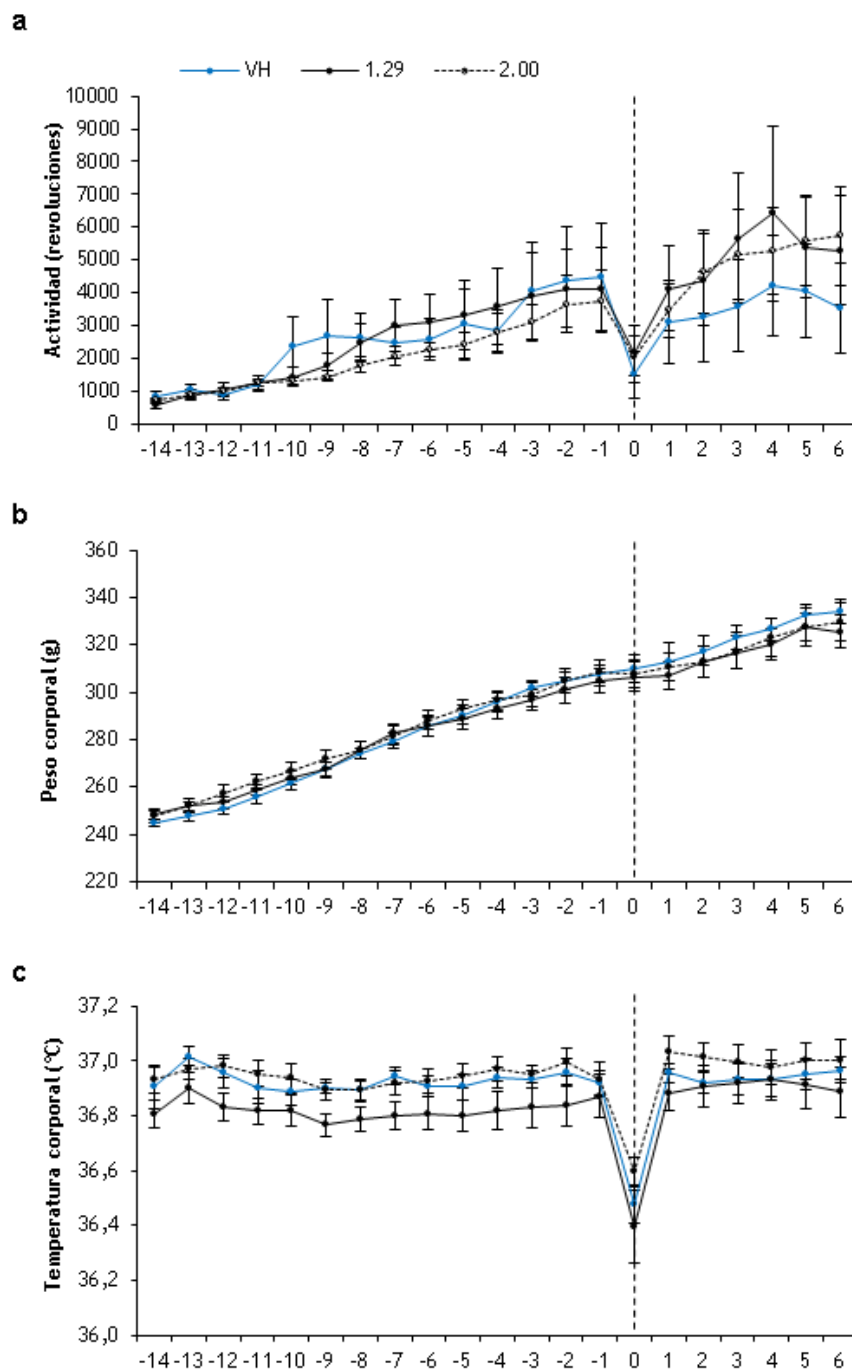 a
VH 1.29 2.00
10000
9000
8000
7000
6000
5000
4000
3000
2000
1000
0
Actividad (revoluciones)
-14 -13 -12 -11 -10 -9 -8 -7 -6 -5 -4 -3 -2 -1 0 1 2 3 4 5 6
b
360
340
320
300
280
260
240
220
Peso corporal (g)
-14 -13 -12 -11 -10 -9 -8 -7 -6 -5 -4 -3 -2 -1 0 1 2 3 4 5 6
c
37,2
37,0
36,8
36,6
36,4
36,2
36,0
Temperatura corporal (°C)
-14 -13 -12 -11 -10 -9 -8 -7 -6 -5 -4 -3 -2 -1 0 1 2 3 4 5 6